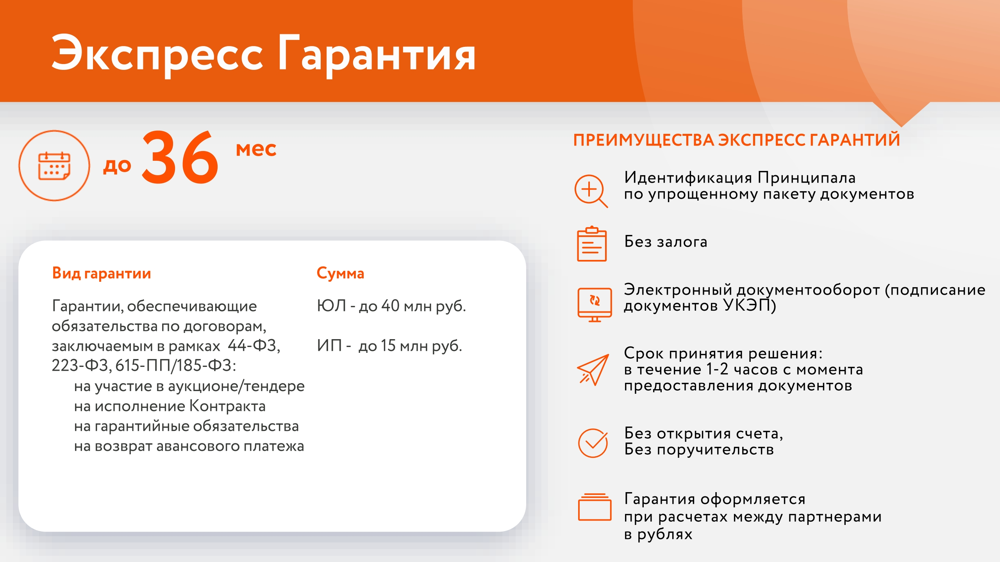 Экспресс Гарантия
до 36 мес
Вид гарантии
Гарантии, обеспечивающие
обязательства по договорам,
заключаемым в рамках 44-ФЗ,
223-ФЗ, 615-ПП/185-ФЗ:
на участие в аукционе/тендере
на исполнение Контракта
на гарантийные обязательства
на возврат авансового платежа
Сумма
ЮЛ - до 40 млн руб.
ИП - до 15 млн руб.
ПРЕИМУЩЕСТВА ЭКСПРЕСС ГАРАНТИЙ
Идентификация Принципала
по упрощенному пакету документов
Без залога
Электронный документооборот (подписание
документов УКЭП)
Срок принятия решения:
в течение 1-2 часов с момента
предоставления документов
Без открытия счета,
Без поручительств
Гарантия оформляется
при расчетах между партнерами
в рублях